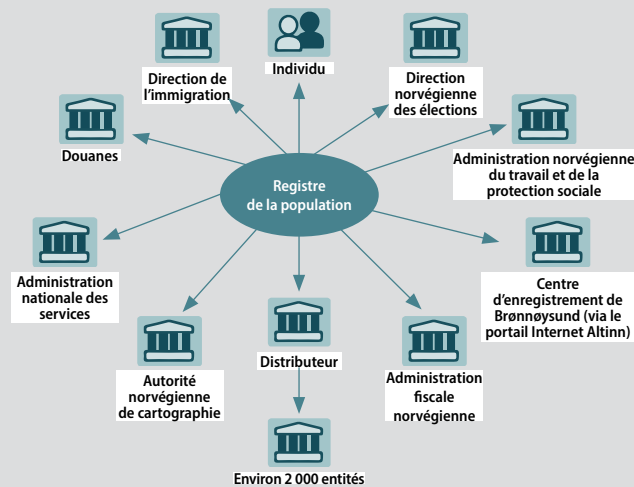 Individu
Direction de
l’immigration
Direction
norvégienne
des élections
Douanes
Administration norvégienne
du travail et de la
protection sociale
Registre
de la population
Administration
nationale des
services
Centre
d’enregistrement de
Brønnøysund (via le
portail Internet Altinn)
Autorité
norvégienne
de cartographie
Distributeur
Administration
fiscale
norvégienne
Environ 2 000 entités